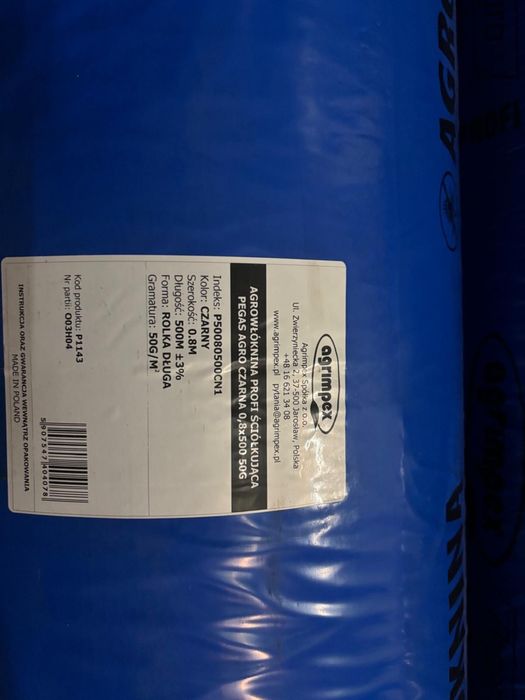 agrimpex
Agrimpex Spółka z o.o.
ul. Zwierzyniecka 2, 37-500 Jarosław, Polska
+48 16 621 34 08
www.agrimpex.pl pytania@agrimpex.pl
AGROWŁÓKNINA PROFI ŚCIÓŁKUJĄCA
PEGAS AGRO CZARNA 0,8x500 50G
Indeks: P50080500CN1
Kolor: CZARNY
Szerokość: 0.8M
Długość: 500M ±3%
Forma: ROLKA DŁUGA
Gramatura: 50G/M²
Kod produktu: P1143
Nr partii: O03H04
5 907547 404078
INSTRUKCJA ORAZ GWARANCJA WEWNĄTRZ OPAKOWANIA
MADE IN POLAND